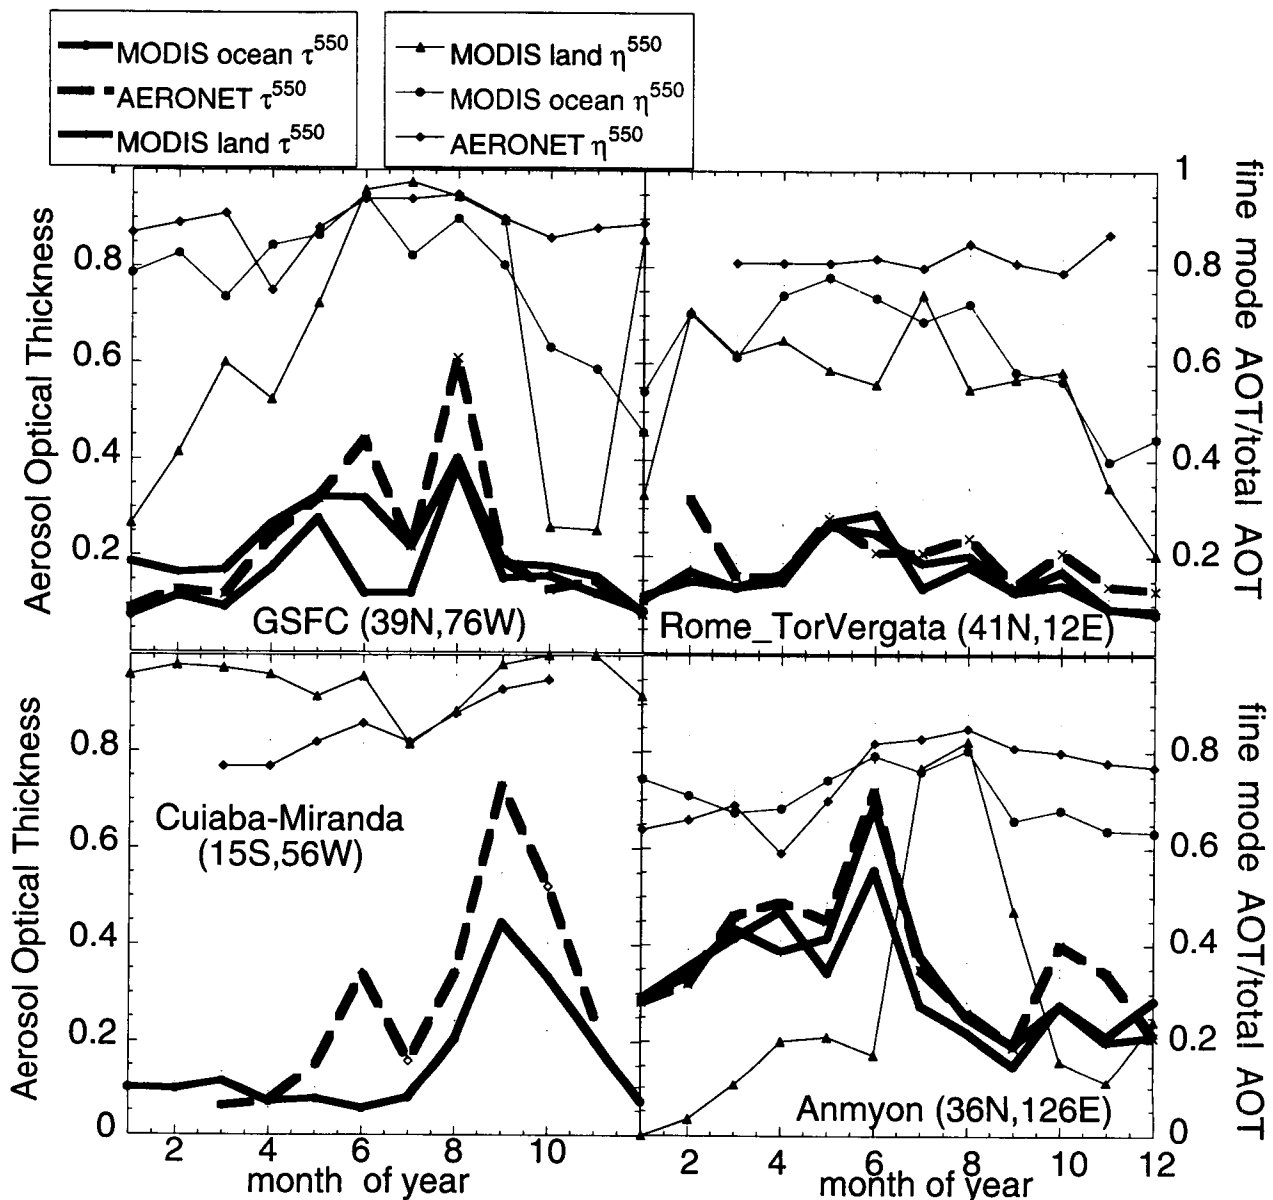 MODIS ocean τ550
AERONET τ550
MODIS land τ550
MODIS land η550
MODIS ocean η550
AERONET η550
Aerosol Optical Thickness
0.8
0.6
0.4
0.2
GSFC (39N,76W)
Rome_TorVergata (41N,12E)
1
0.8
0.6
0.4
0.2
fine mode AOT/total AOT
Aerosol Optical Thickness
0.8
0.6
0.4
0.2
0
Cuiaba-Miranda
(15S,56W)
Anmyon (36N,126E)
0.8
0.6
0.4
0.2
0
fine mode AOT/total AOT
2 4 6 8 10
2 4 6 8 10 12
month of year
month of year